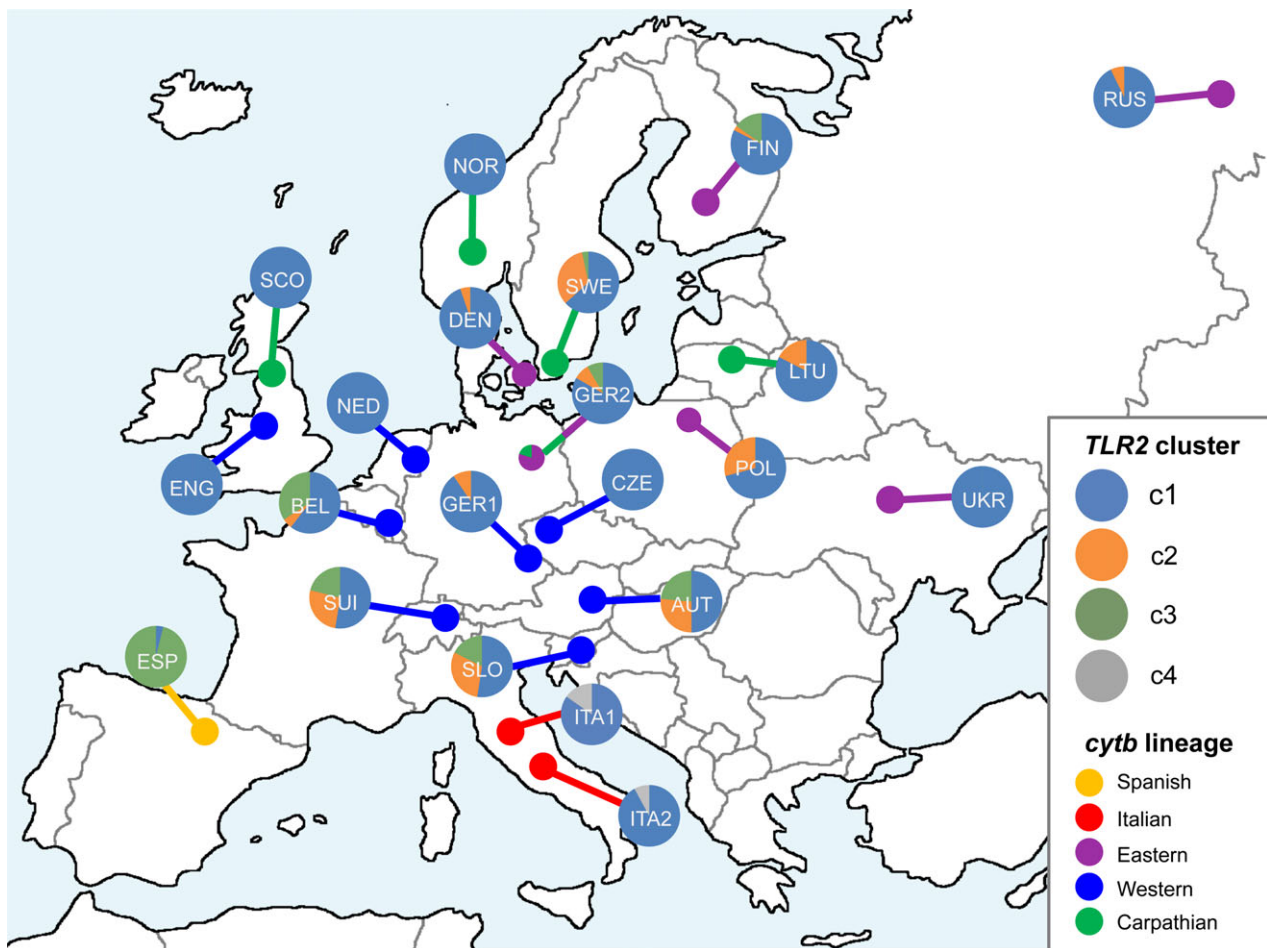 RUS
FIN
NOR
SCO
SWE
DEN
LTU
GER2
NED
POL
CZE
ENG
BEL
GER1
UKR
SUI
AUT
ESP
SLO
ITA1
ITA2
TLR2 cluster
c1
c2
c3
c4
cytb lineage
Spanish
Italian
Eastern
Western
Carpathian